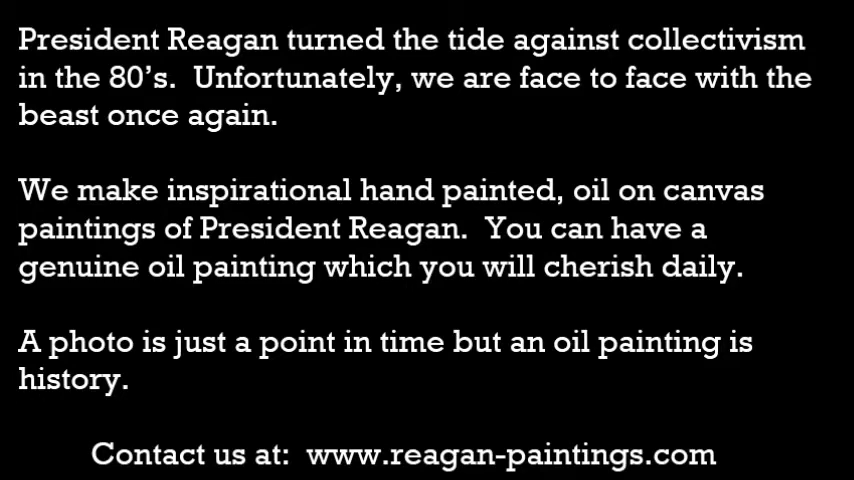 President Reagan turned the tide against collectivism
in the 80’s.  Unfortunately, we are face to face with the
beast once again.
We make inspirational hand painted, oil on canvas
paintings of President Reagan.  You can have a
genuine oil painting which you will cherish daily.
A photo is just a point in time but an oil painting is
history.
Contact us at:  www.reagan-paintings.com